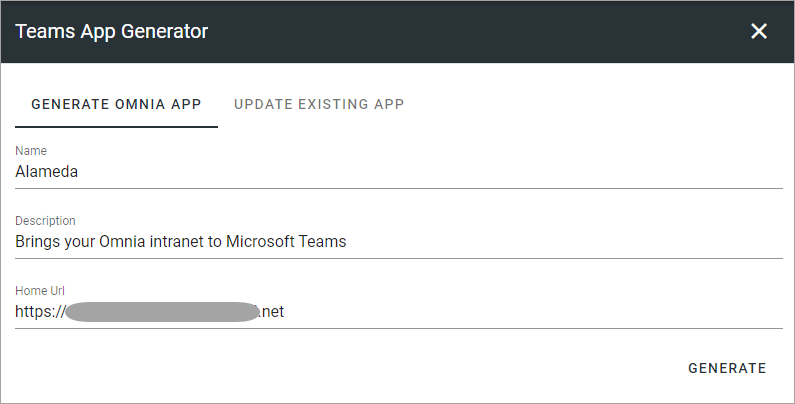 Teams App Generator
GENERATE OMNIA APP UPDATE EXISTING APP
Name
Alameda
Description
Brings your Omnia intranet to Microsoft Teams
Home Url
https:// .net
GENERATE